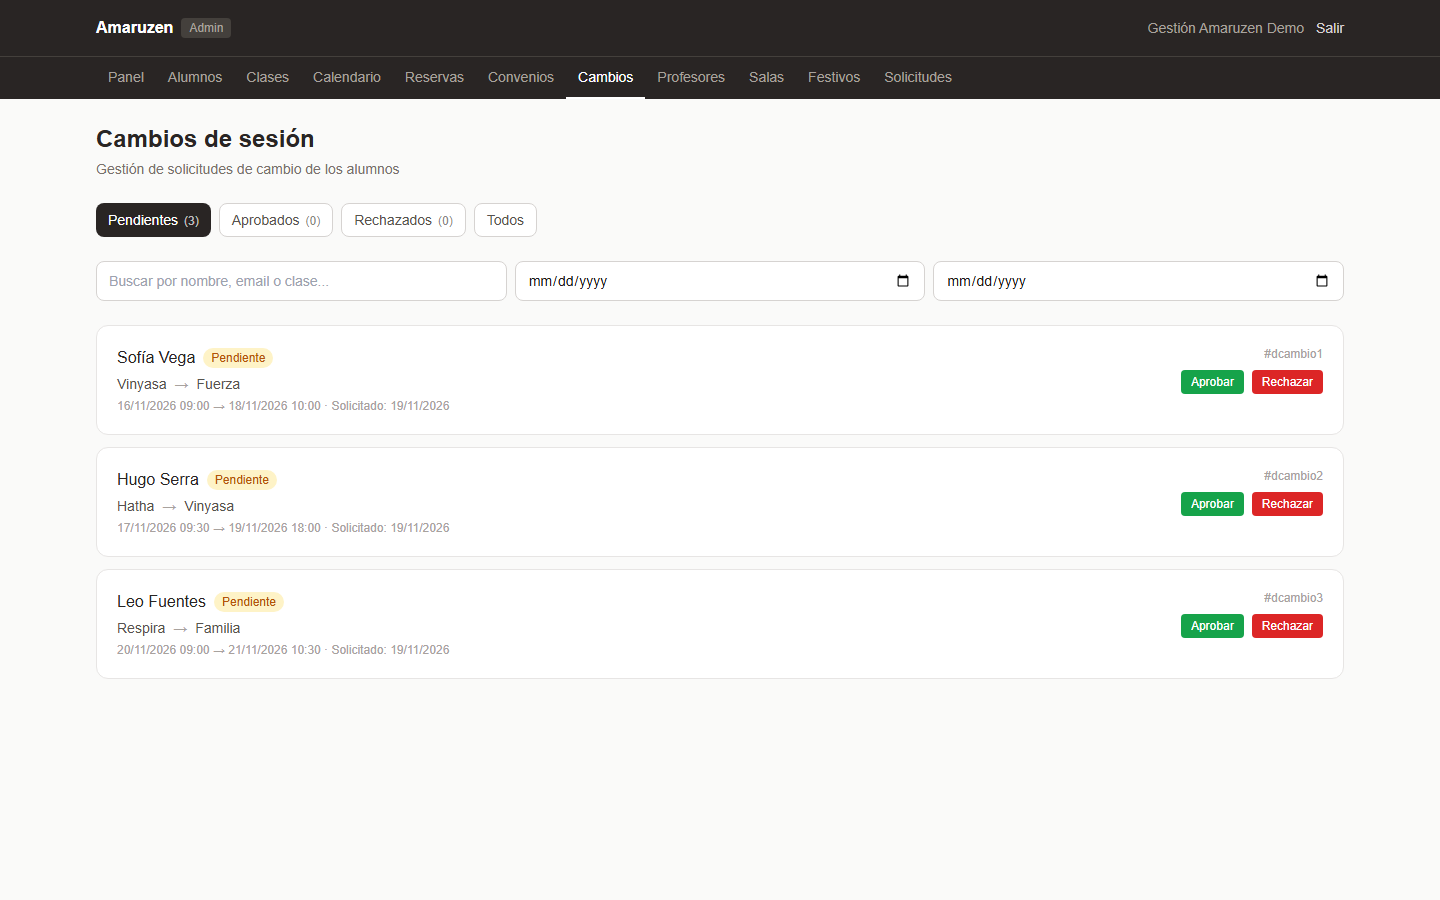 Amaruzen Admin Gestión Amaruzen Demo Salir
Panel Alumnos Clases Calendario Reservas Convenios Cambios Profesores Salas Festivos Solicitudes
Cambios de sesión
Gestión de solicitudes de cambio de los alumnos
Pendientes (3) Aprobados (0) Rechazados (0) Todos
Buscar por nombre, email o clase... mm/dd/yyyy mm/dd/yyyy
Sofía Vega Pendiente #dcambio1
Vinyasa → Fuerza Aprobar Rechazar
16/11/2026 09:00 → 18/11/2026 10:00 · Solicitado: 19/11/2026
Hugo Serra Pendiente #dcambio2
Hatha → Vinyasa Aprobar Rechazar
17/11/2026 09:30 → 19/11/2026 18:00 · Solicitado: 19/11/2026
Leo Fuentes Pendiente #dcambio3
Respira → Familia Aprobar Rechazar
20/11/2026 09:00 → 21/11/2026 10:30 · Solicitado: 19/11/2026